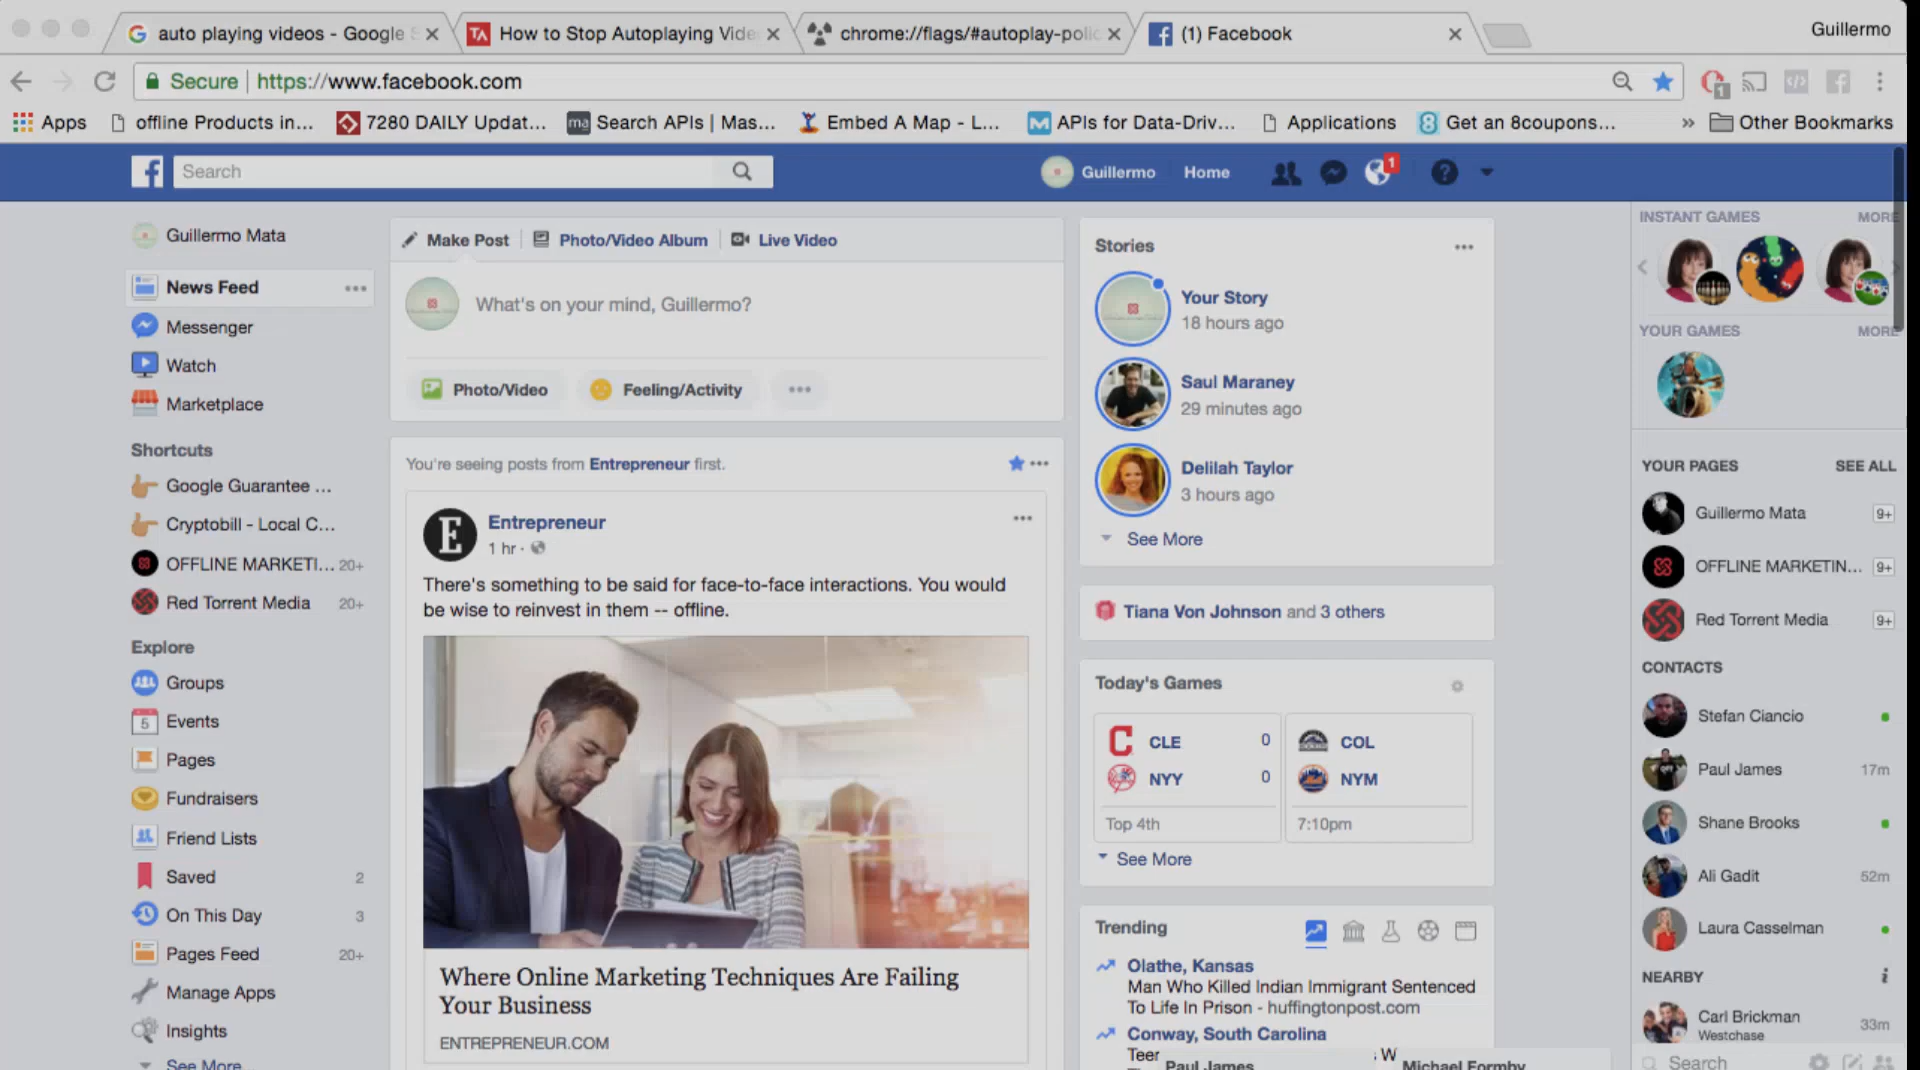 auto playing videos - Google S
How to Stop Autoplaying Vide
chrome://flags/#autoplay-polic
(1) Facebook
Guillermo
Secure
https://www.facebook.com
1
Apps
offline Products in...
7280 DAILY Updat...
Search APIs | Mas...
Embed A Map - L...
APIs for Data-Driv...
Applications
Get an 8coupons...
»
Other Bookmarks
Search
Guillermo
Home
1
Guillermo Mata
News Feed
Messenger
Watch
Marketplace
Shortcuts
Google Guarantee ...
Cryptobill - Local C...
OFFLINE MARKETI... 20+
Red Torrent Media 20+
Explore
Groups
5 Events
Pages
Fundraisers
Friend Lists
Saved 2
On This Day 3
Pages Feed 20+
Manage Apps
Insights
See More
Make Post
Photo/Video Album
Live Video
What's on your mind, Guillermo?
Photo/Video
Feeling/Activity
You're seeing posts from Entrepreneur first.
E
Entrepreneur
1 hr ·
There's something to be said for face-to-face interactions. You would
be wise to reinvest in them -- offline.
Where Online Marketing Techniques Are Failing
Your Business
ENTREPRENEUR.COM
Stories
Your Story
18 hours ago
Saul Maraney
29 minutes ago
Delilah Taylor
3 hours ago
See More
Tiana Von Johnson and 3 others
Today's Games
CLE 0
NYY 0
Top 4th
COL
NYM
7:10pm
See More
Trending
Olathe, Kansas
Man Who Killed Indian Immigrant Sentenced
To Life In Prison - huffingtonpost.com
Conway, South Carolina
Paul James
Michael Formby
INSTANT GAMES MORE
YOUR GAMES MORE
YOUR PAGES SEE ALL
Guillermo Mata 9+
OFFLINE MARKETIN... 9+
Red Torrent Media 9+
CONTACTS
Stefan Ciancio
Paul James 17m
Shane Brooks
Ali Gadit 52m
Laura Casselman
NEARBY
Carl Brickman 33m
Westchase
Search